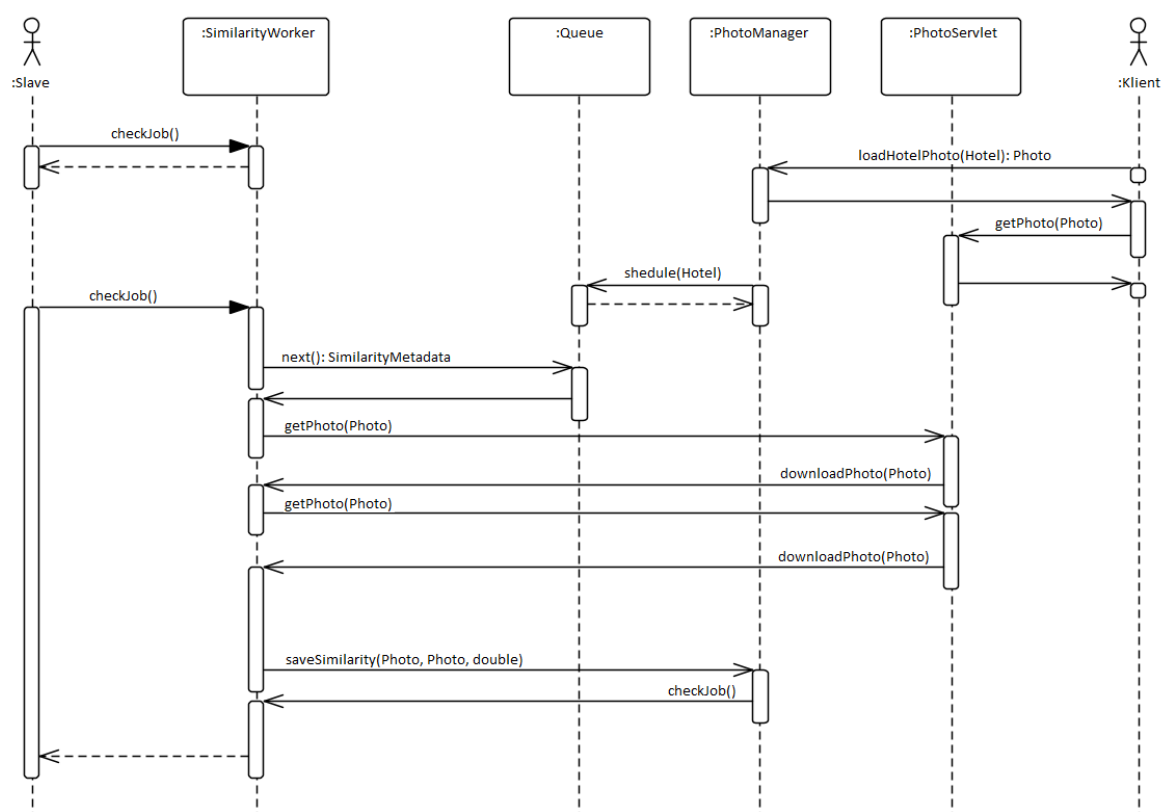 :SimilarityWorker
:Queue
:PhotoManager
:PhotoServlet
:Slave
:Klient
checkJob()
loadHotelPhoto(Hotel): Photo
getPhoto(Photo)
shedule(Hotel)
checkJob()
next(): SimilarityMetadata
getPhoto(Photo)
downloadPhoto(Photo)
getPhoto(Photo)
downloadPhoto(Photo)
saveSimilarity(Photo, Photo, double)
checkJob()